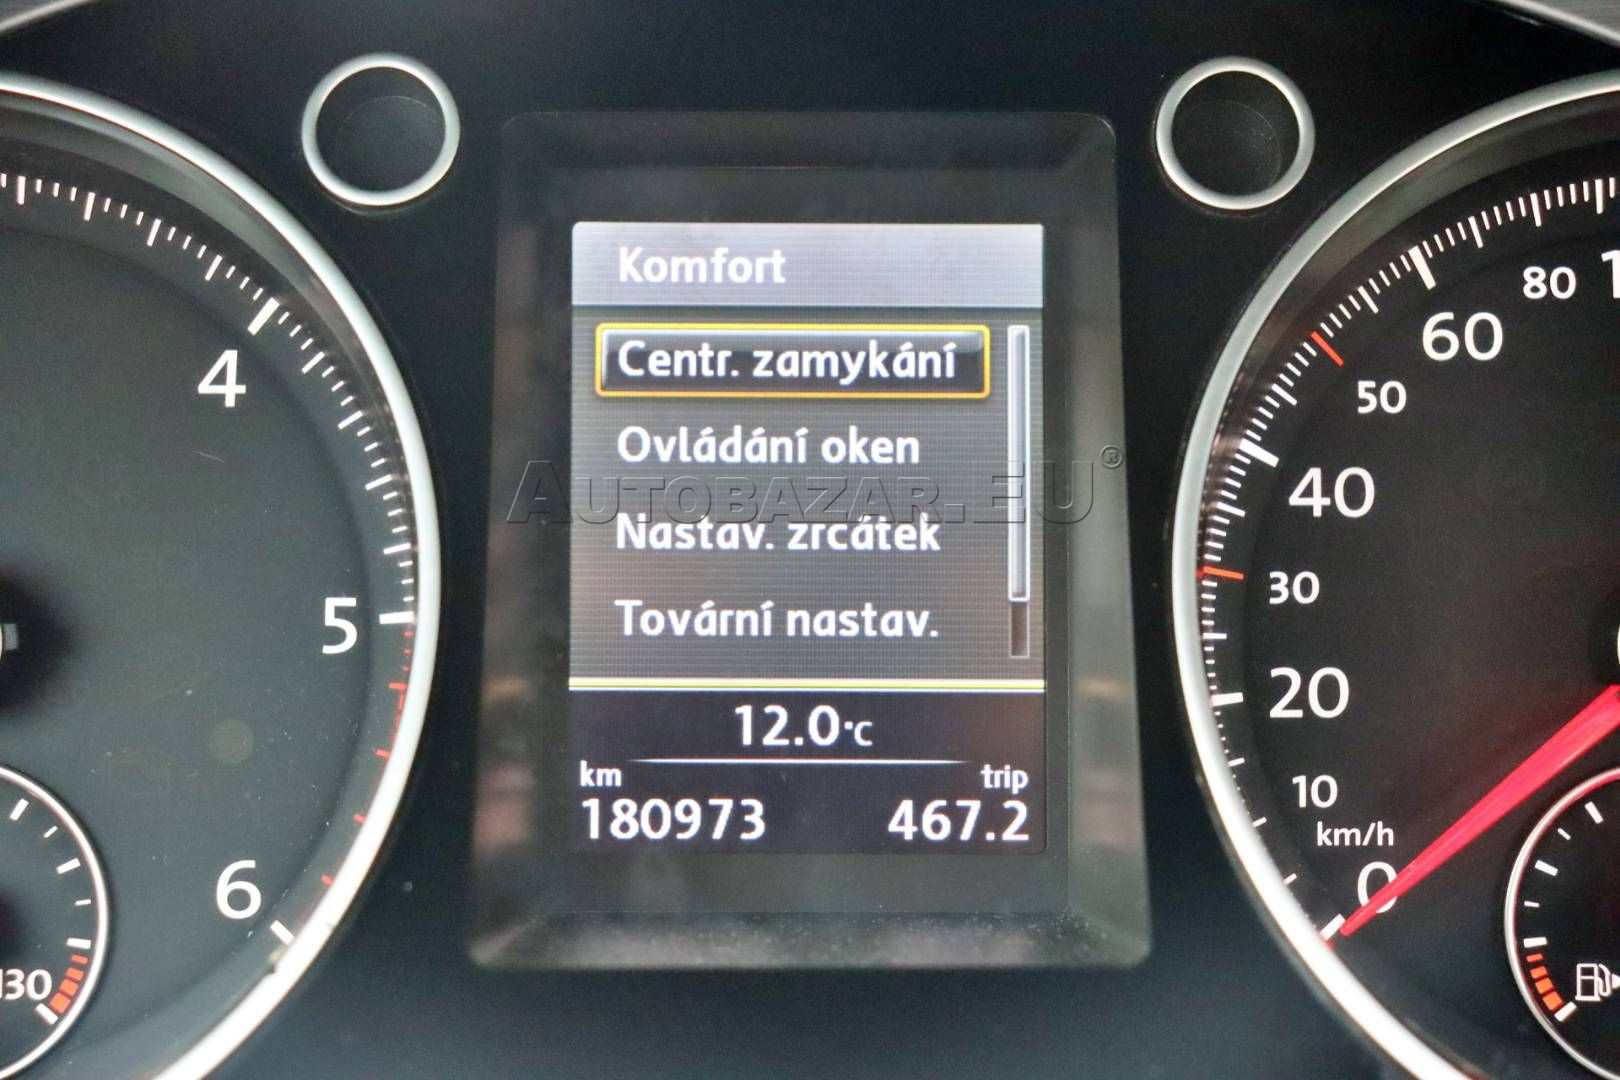 Komfort
Centr. zamykání
Ovládání oken
AUTOBAZAR.EU®
Nastav. zrcátek
Tovární nastav.
12.0°C
km trip
180973 467.2
4
5
6
130
80
60
50
40
30
20
10
km/h
0